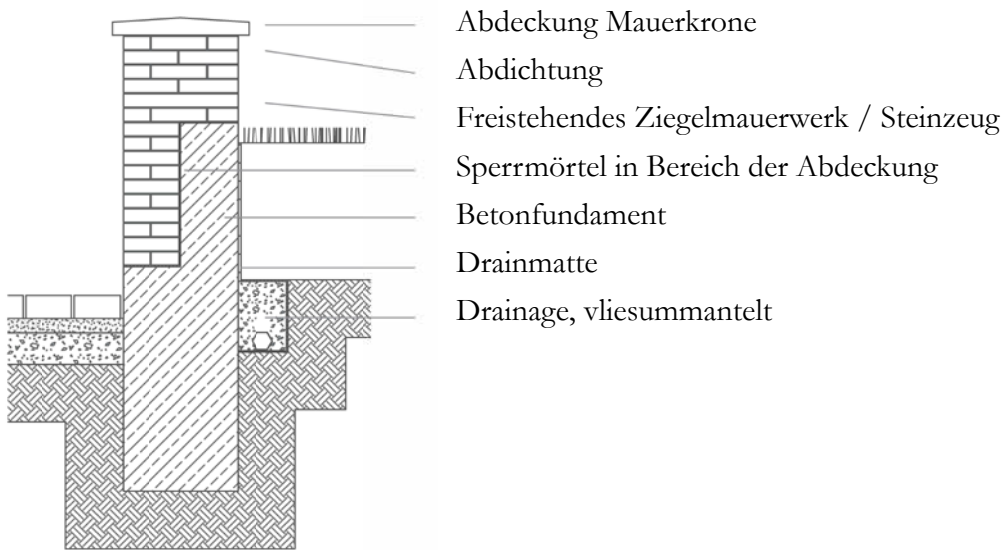 Abdeckung Mauerkrone
Abdichtung
Freistehendes Ziegelmauerwerk / Steinzeug
Sperrmörtel in Bereich der Abdeckung
Betonfundament
Drainmatte
Drainage, vliesummantelt